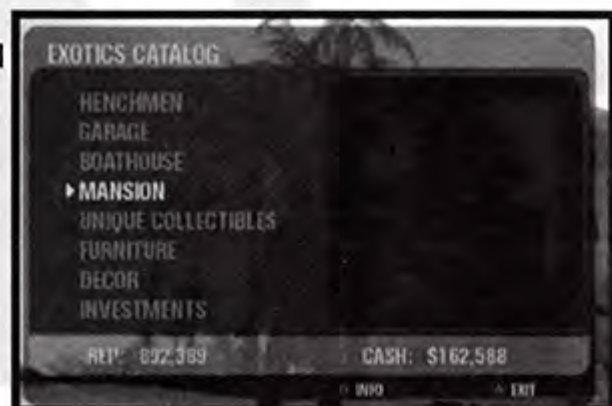 EXOTICS CATALOG
HENCHMEN
GARAGE
BOATHOUSE
MANSION
UNIQUE COLLECTIBLES
FURNITURE
DECOR
INVESTMENTS
REP: 892,389 CASH: $162,588
INFO EXIT